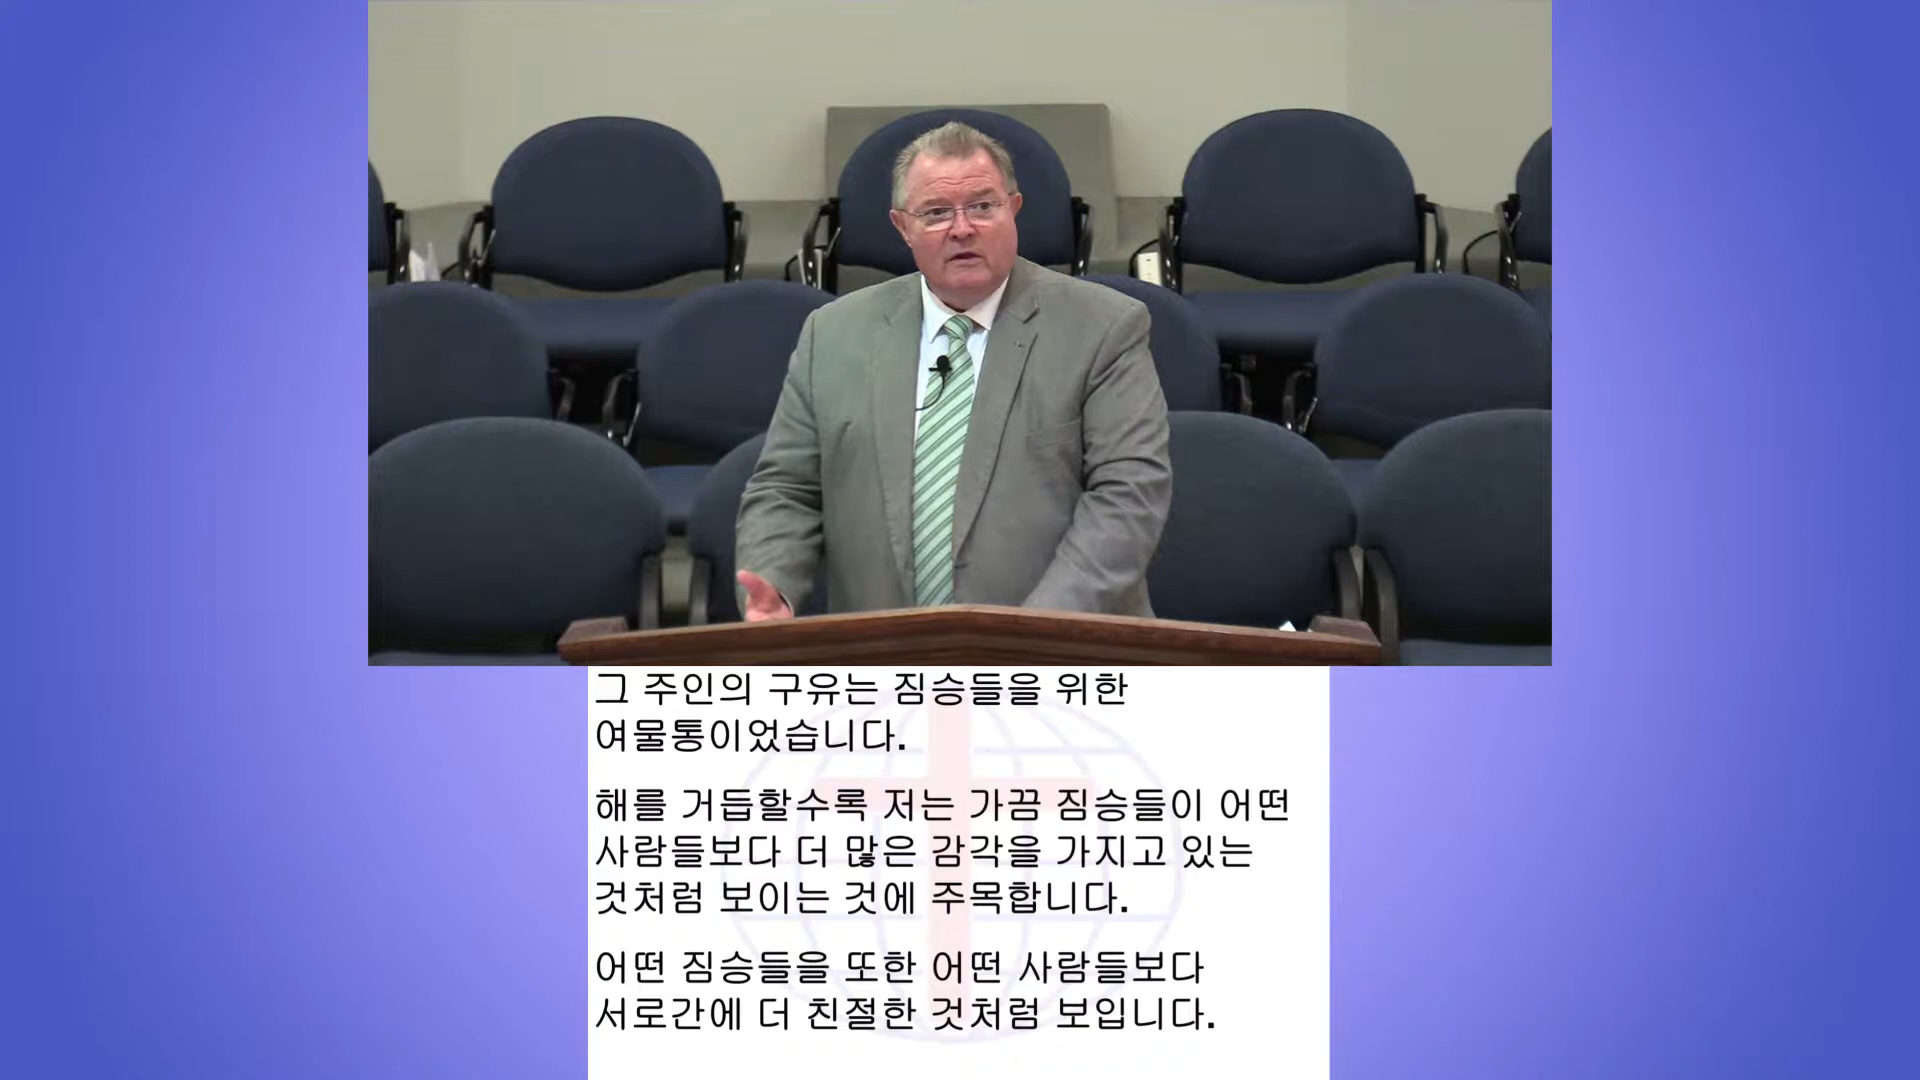 그 주인의 구유는 짐승들을 위한
여물통이었습니다.
해를 거듭할수록 저는 가끔 짐승들이 어떤
사람들보다 더 많은 감각을 가지고 있는
것처럼 보이는 것에 주목합니다.
어떤 짐승들을 또한 어떤 사람들보다
서로간에 더 친절한 것처럼 보입니다.